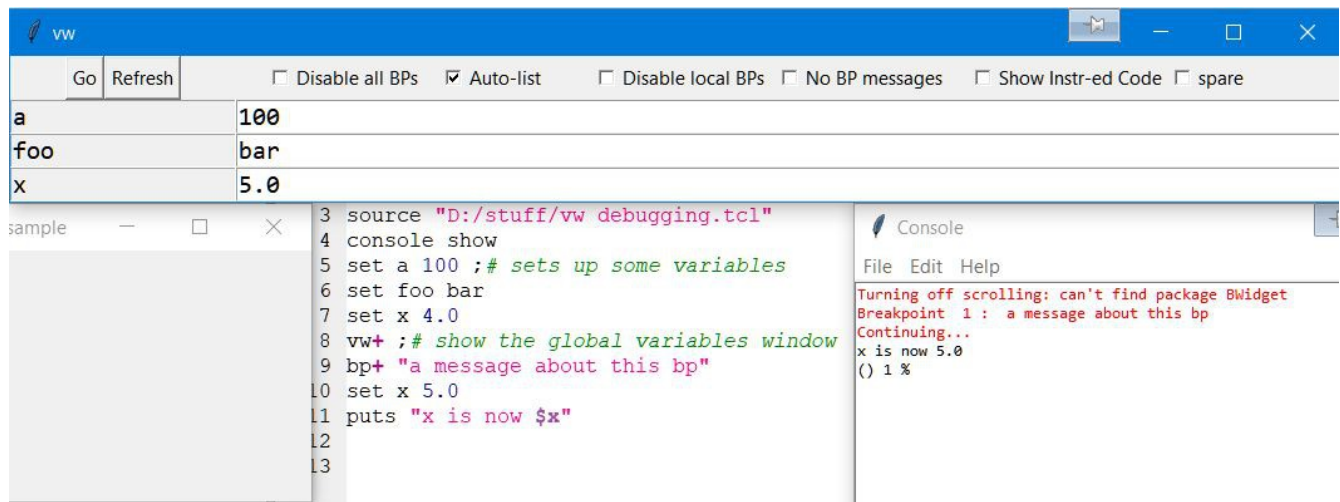 vw
Go Refresh Disable all BPs Auto-list Disable local BPs No BP messages Show Instr-ed Code spare
a 100
foo bar
x 5.0
sample
3 source "D:/stuff/vw debugging.tcl"
4 console show
5 set a 100 ;# sets up some variables
6 set foo bar
7 set x 4.0
8 vw+ ;# show the global variables window
9 bp+ "a message about this bp"
10 set x 5.0
11 puts "x is now $x"
12
13
Console
File Edit Help
Turning off scrolling: can't find package BWidget
Breakpoint 1 : a message about this bp
Continuing...
x is now 5.0
() 1 %